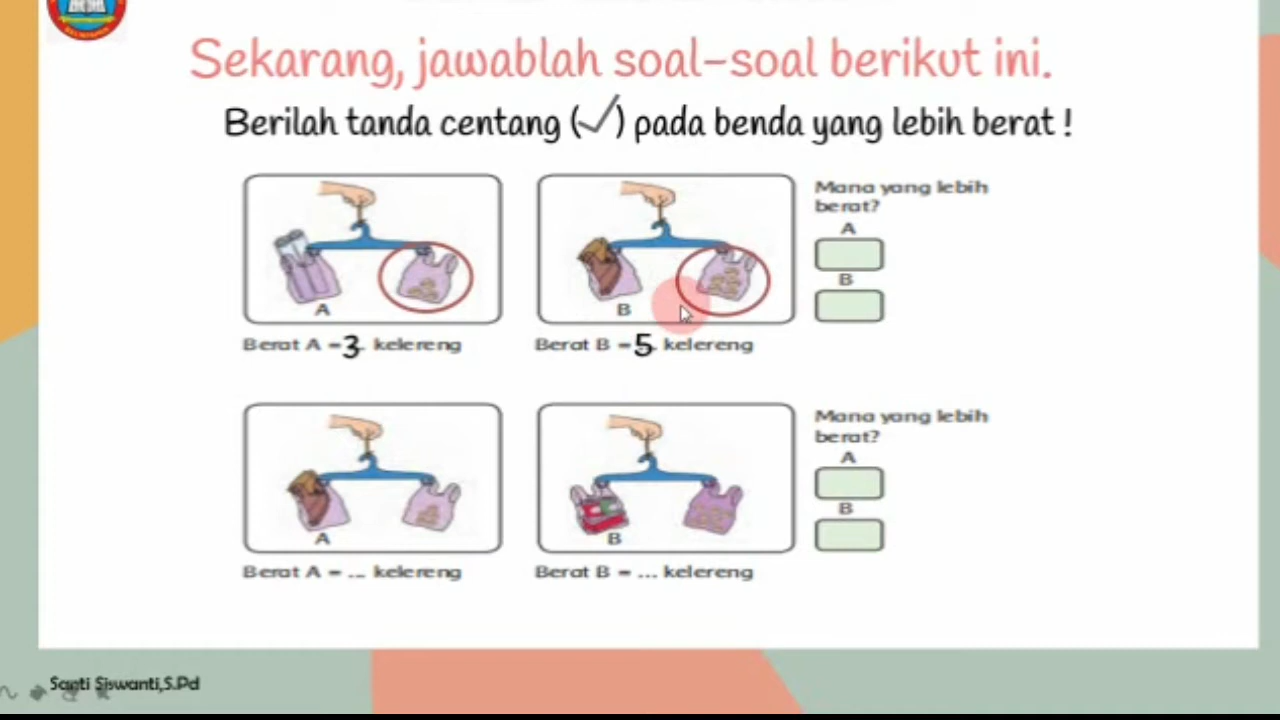 Sekarang, jawablah soal-soal berikut ini.
Berilah tanda centang (✓) pada benda yang lebih berat !
Mana yang lebih
berat?
A
B
A
B
Berat A =3 kelereng
Berat B =5 kelereng
Mana yang lebih
berat?
A
B
A
B
Berat A = ... kelereng
Berat B = ... kelereng
Santi Siswanti,S.Pd